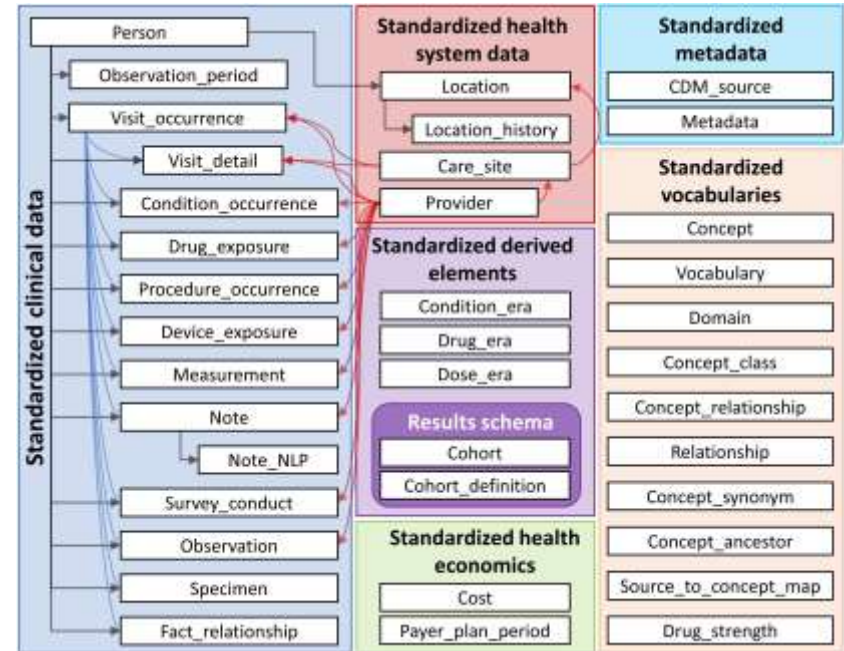 Standardized clinical data
Person
Observation_period
Visit_occurrence
Visit_detail
Condition_occurrence
Drug_exposure
Procedure_occurrence
Device_exposure
Measurement
Note
Note_NLP
Survey_conduct
Observation
Specimen
Fact_relationship
Standardized health
system data
Location
Location_history
Care_site
Provider
Standardized derived
elements
Condition_era
Drug_era
Dose_era
Results schema
Cohort
Cohort_definition
Standardized health
economics
Cost
Payer_plan_period
Standardized
metadata
CDM_source
Metadata
Standardized
vocabularies
Concept
Vocabulary
Domain
Concept_class
Concept_relationship
Relationship
Concept_synonym
Concept_ancestor
Source_to_concept_map
Drug_strength